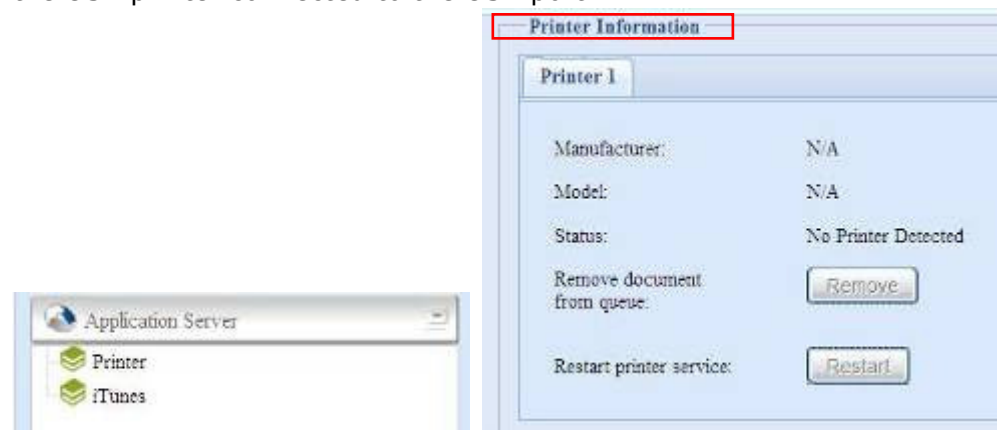 Printer Information
Printer 1
Manufacturer: N/A
Model: N/A
Status: No Printer Detected
Remove document
from queue: Remove
Restart printer service: Restart
Application Server
Printer
iTunes